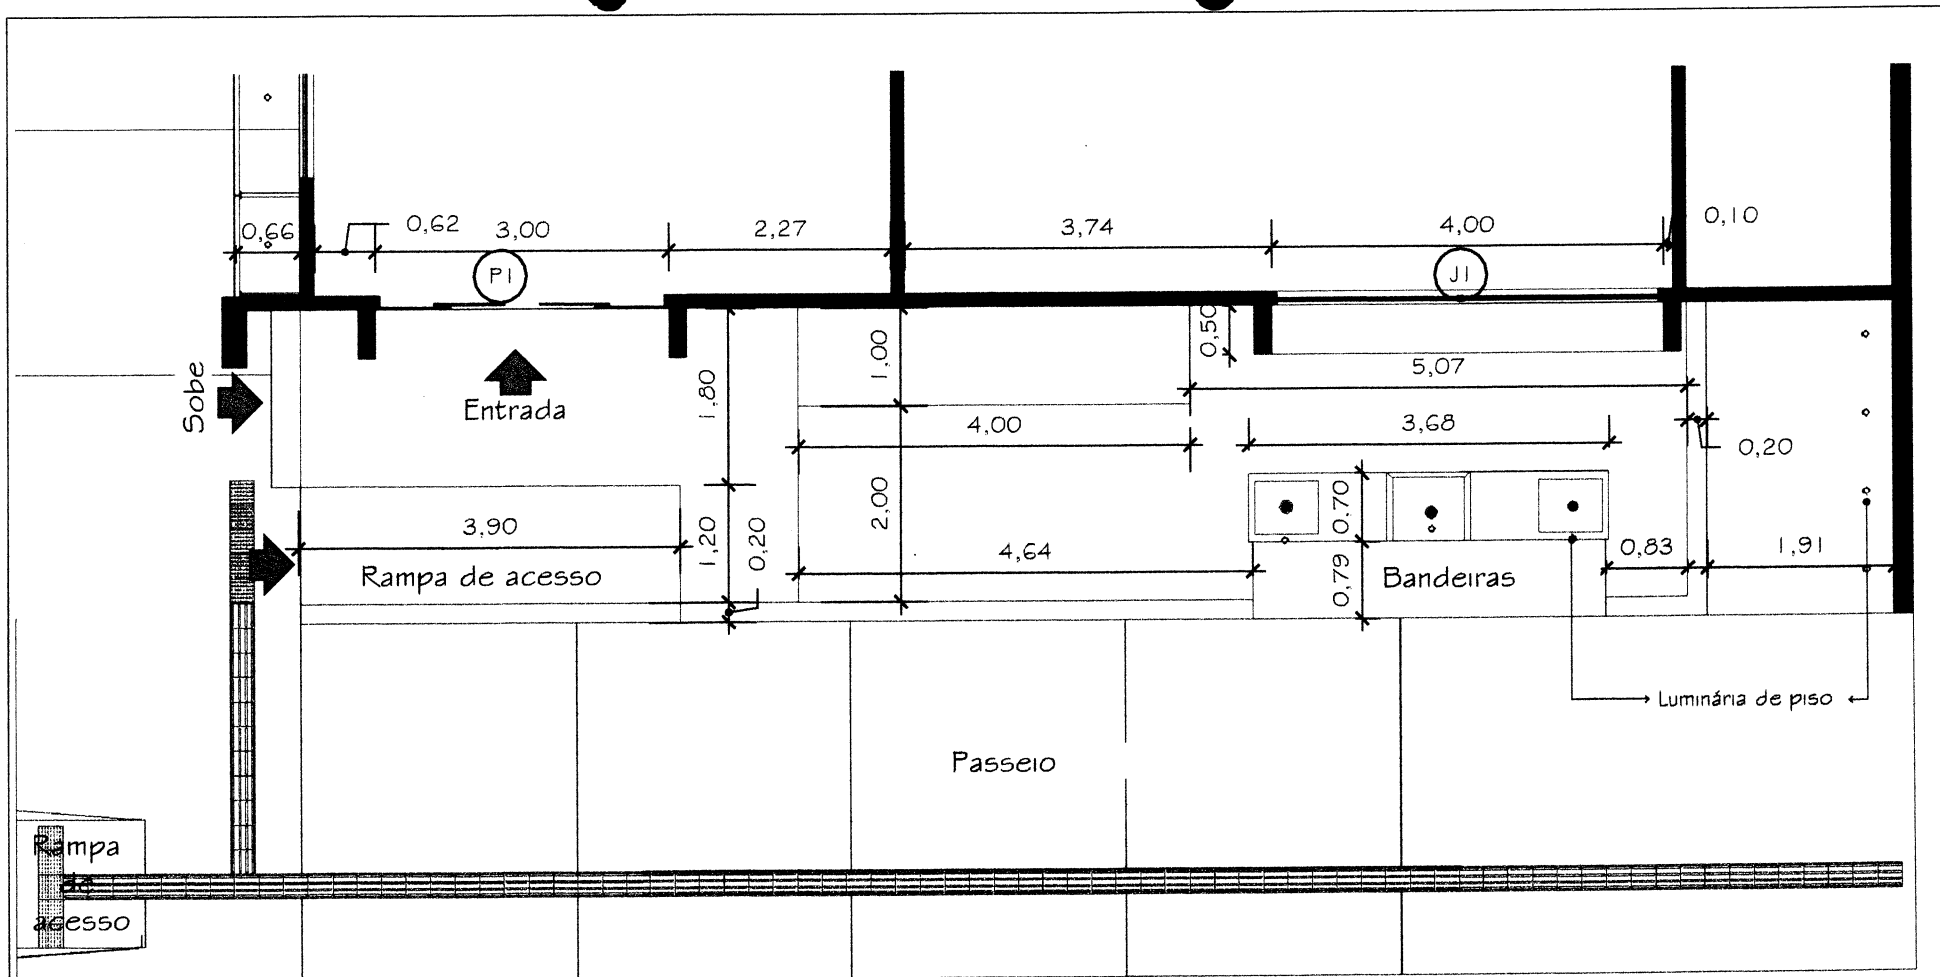 0,66
0,62
3,00
2,27
3,74
4,00
0,10
P1
J1
Sobe
Entrada
1,80
1,00
0,50
5,07
4,00
3,68
0,20
2,00
0,70
3,90
1,20
0,20
4,64
0,83
1,91
Rampa de acesso
0,79
Bandeiras
Luminária de piso
Passeio
Rampa
de
acesso